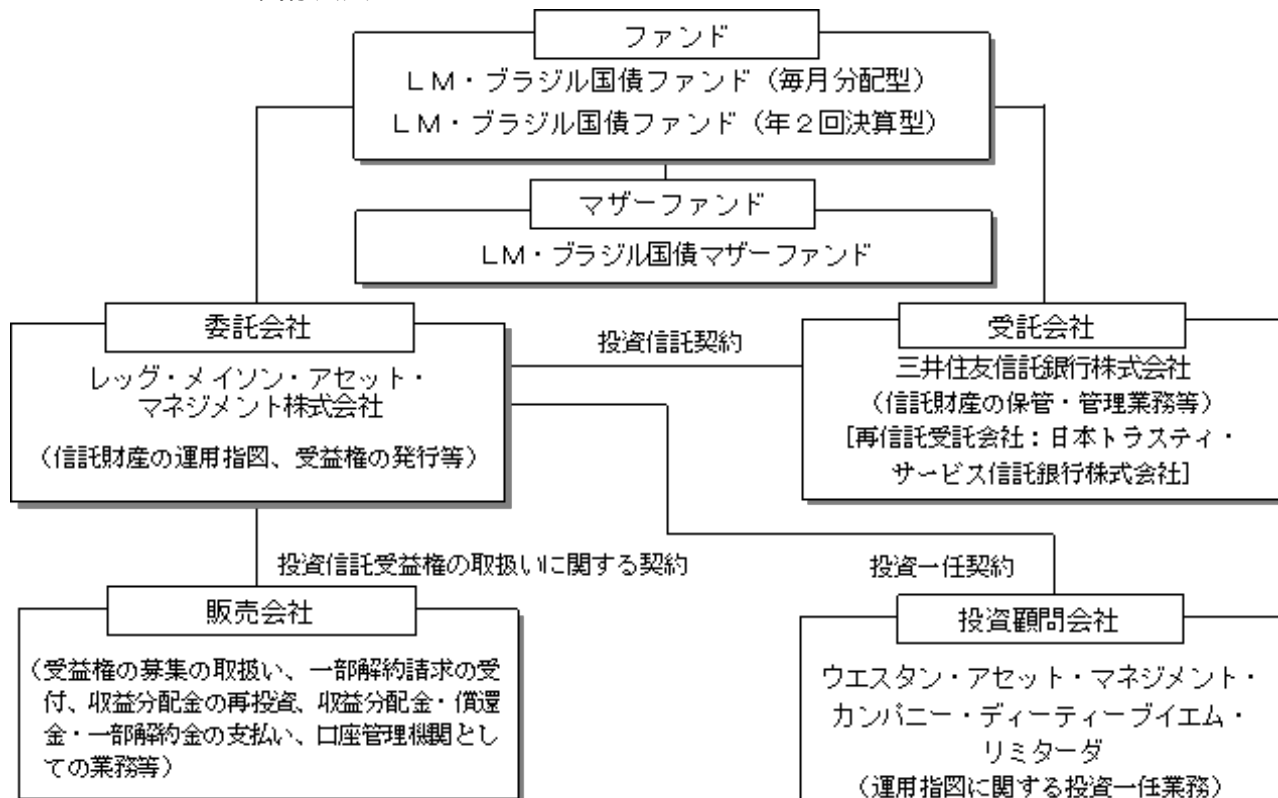 ファンド
LM・ブラジル国債ファンド（毎月分配型）
LM・ブラジル国債ファンド（年２回決算型）
マザーファンド
LM・ブラジル国債マザーファンド
委託会社
レッグ・メイソン・アセット・
マネジメント株式会社
（信託財産の運用指図、受益権の発行等）
投資信託契約
受託会社
三井住友信託銀行株式会社
（信託財産の保管・管理業務等）
[再信託受託会社：日本トラスティ・
サービス信託銀行株式会社]
投資信託受益権の取扱いに関する契約
投資一任契約
販売会社
（受益権の募集の取扱い、一部解約請求の受
付、収益分配金の再投資、収益分配金・償還
金・一部解約金の支払い、口座管理機関とし
ての業務等）
投資顧問会社
ウエスタン・アセット・マネジメント・
カンパニー・ディーティーブイエム・
リミターダ
（運用指図に関する投資一任業務）